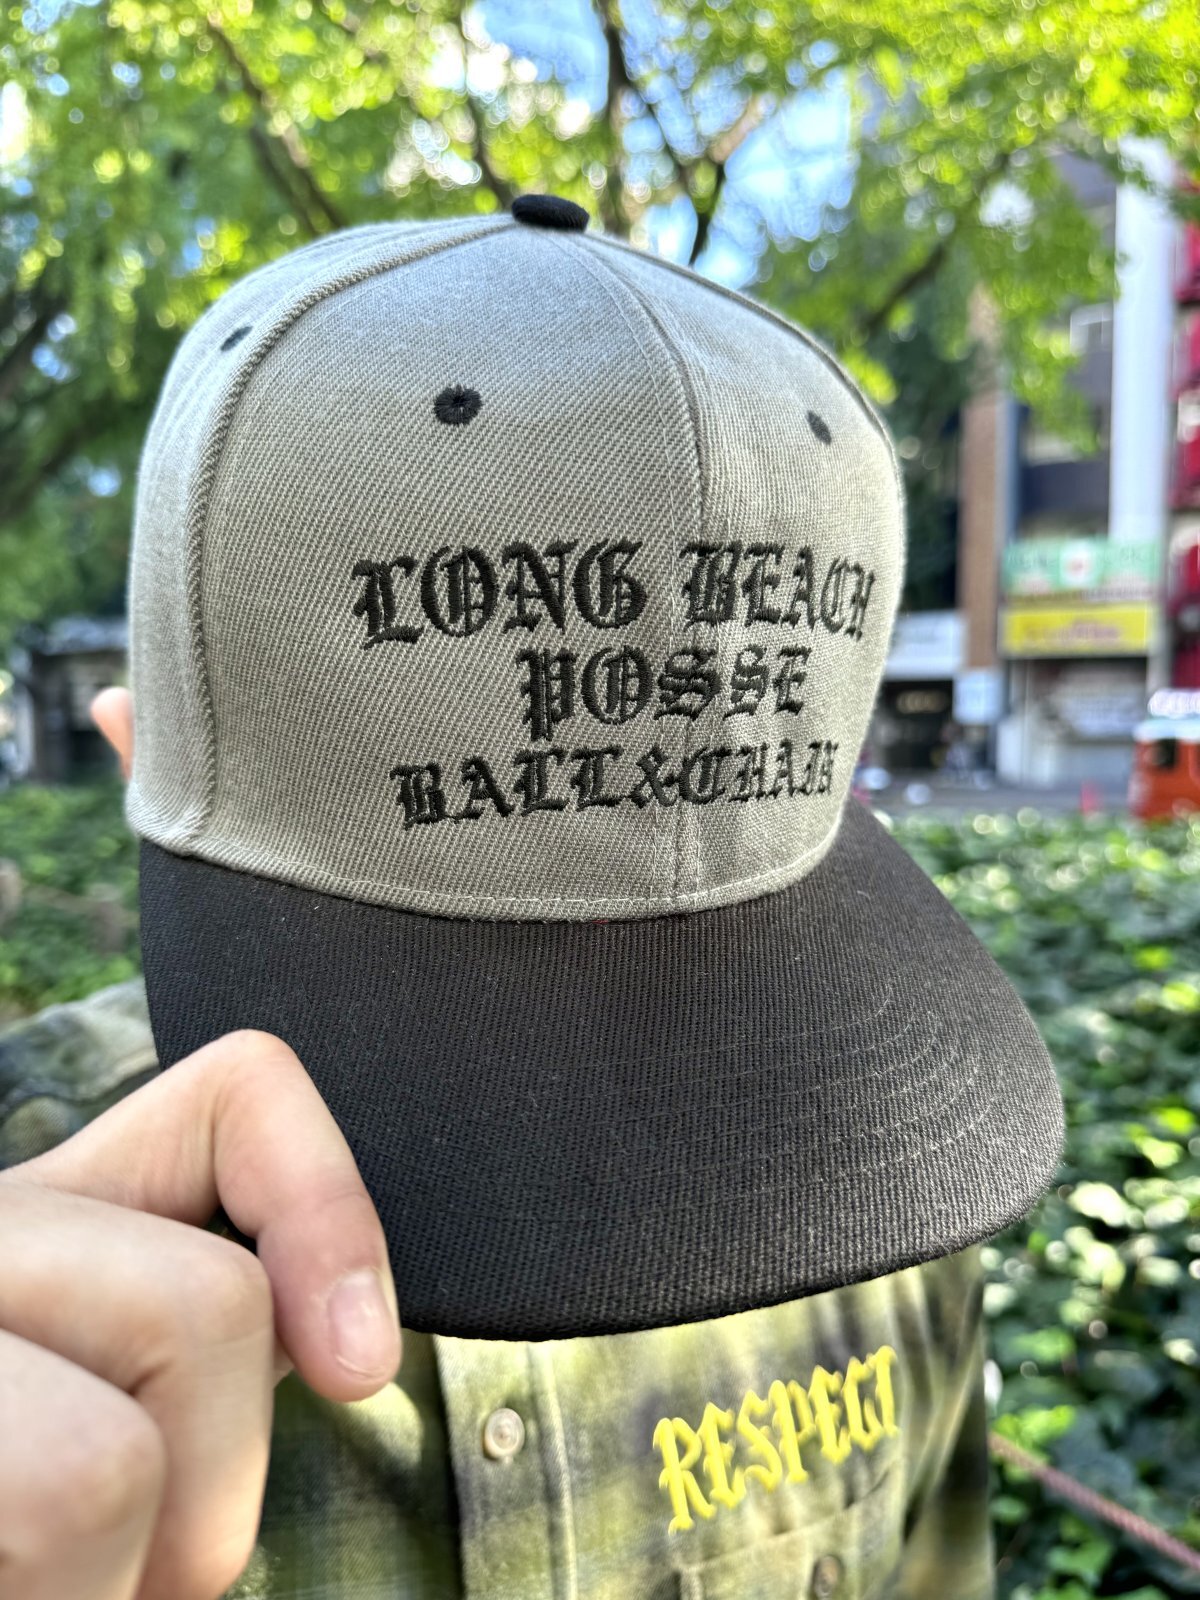 LONG BEACH
POSSE
BALL&CHAIN
RESPECT